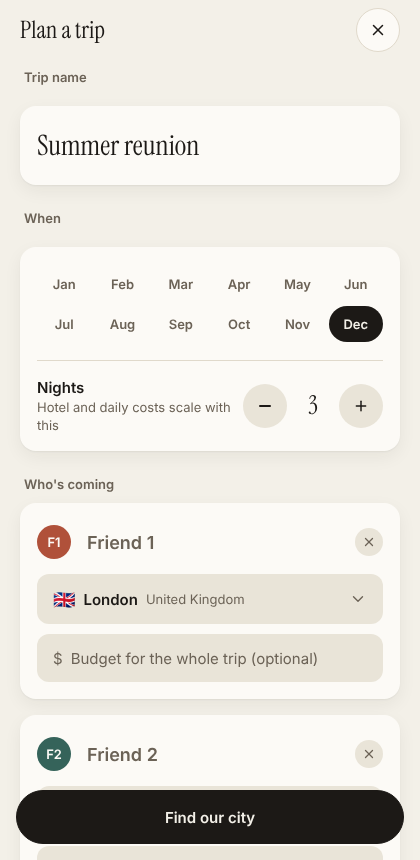 Plan a trip
Trip name
Summer reunion
When
Jan Feb Mar Apr May Jun
Jul Aug Sep Oct Nov Dec
Nights
Hotel and daily costs scale with
this
3
Who's coming
F1 Friend 1
London United Kingdom
$ Budget for the whole trip (optional)
F2 Friend 2
Find our city